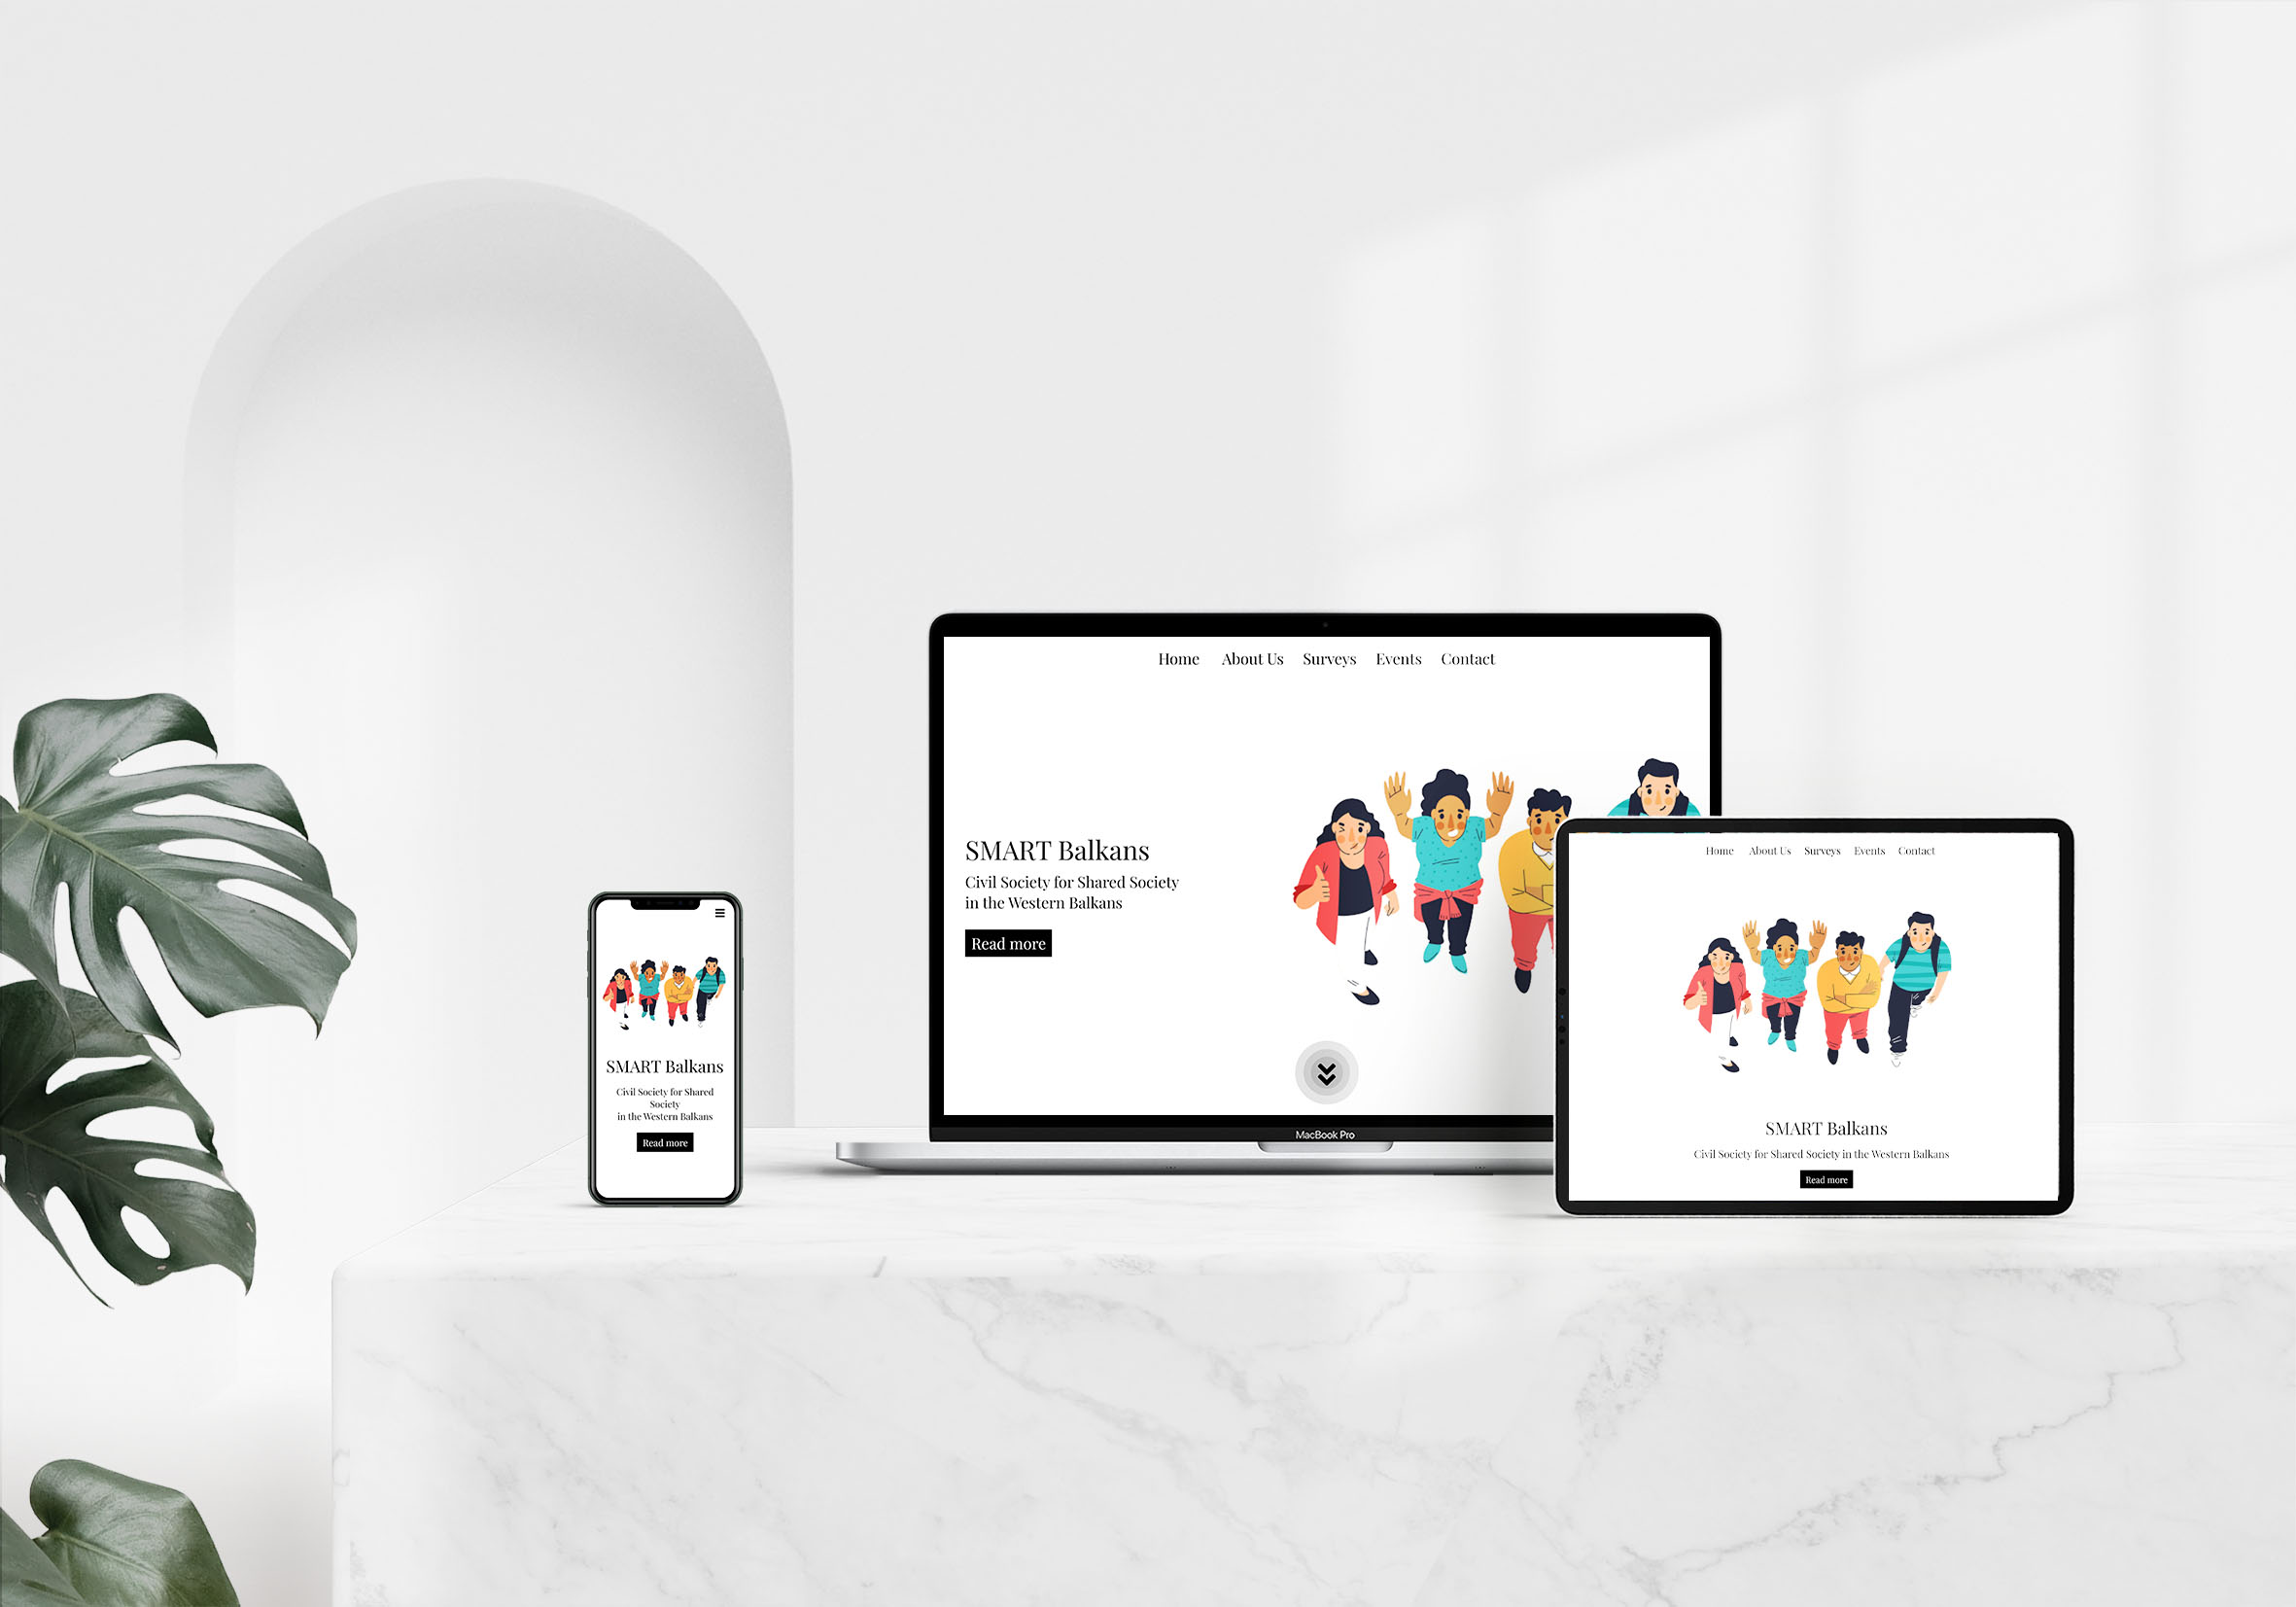 Home About Us Surveys Events Contact
SMART Balkans
Civil Society for Shared Society
in the Western Balkans
Read more
MacBook Pro
SMART Balkans
Civil Society for Shared
Society
in the Western Balkans
Read more
Home About Us Surveys Events Contact
SMART Balkans
Civil Society for Shared Society in the Western Balkans
Read more